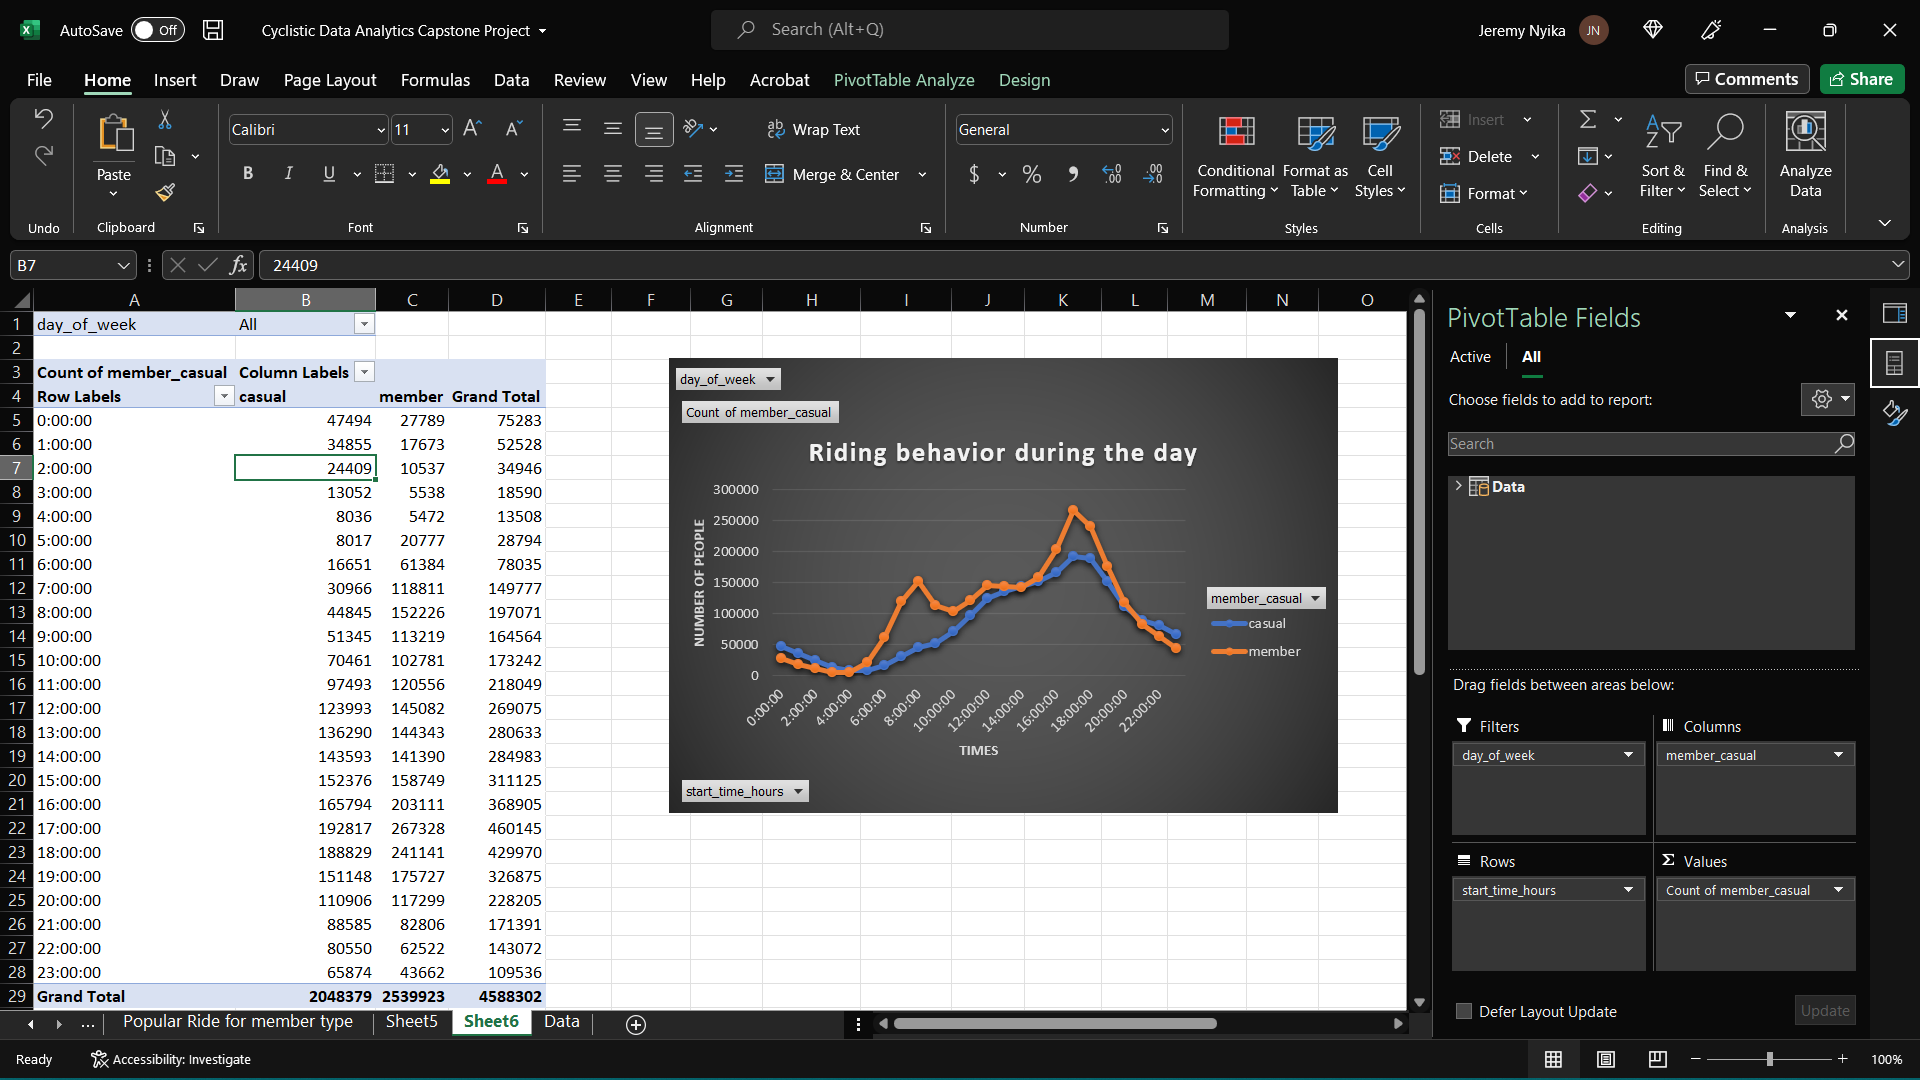 AutoSave Off Cyclistic Data Analytics Capstone Project Search (Alt+Q) Jeremy Nyika JN
File Home Insert Draw Page Layout Formulas Data Review View Help Acrobat PivotTable Analyze Design Comments Share
Calibri 11 Wrap Text General Insert
Paste B I U A Merge & Center $ % Conditional Formatting Format as Table Cell Styles Delete Sort & Filter Find & Select Analyze Data
Format
Undo Clipboard Font Alignment Number Styles Cells Editing Analysis
B7 fx 24409
A B C D E F G H I J K L M N O
1 day_of_week All
2
3 Count of member_casual Column Labels
4 Row Labels casual member Grand Total
5 0:00:00 47494 27789 75283
6 1:00:00 34855 17673 52528
7 2:00:00 24409 10537 34946
8 3:00:00 13052 5538 18590
9 4:00:00 8036 5472 13508
10 5:00:00 8017 20777 28794
11 6:00:00 16651 61384 78035
12 7:00:00 30966 118811 149777
13 8:00:00 44845 152226 197071
14 9:00:00 51345 113219 164564
15 10:00:00 70461 102781 173242
16 11:00:00 97493 120556 218049
17 12:00:00 123993 145082 269075
18 13:00:00 136290 144343 280633
19 14:00:00 143593 141390 284983
20 15:00:00 152376 158749 311125
21 16:00:00 165794 203111 368905
22 17:00:00 192817 267328 460145
23 18:00:00 188829 241141 429970
24 19:00:00 151148 175727 326875
25 20:00:00 110906 117299 228205
26 21:00:00 88585 82806 171391
27 22:00:00 80550 62522 143072
28 23:00:00 65874 43662 109536
29 Grand Total 2048379 2539923 4588302
day_of_week
Count of member_casual
Riding behavior during the day
NUMBER OF PEOPLE
300000
250000
200000
150000
100000
50000
0
0:00:00 2:00:00 4:00:00 6:00:00 8:00:00 10:00:00 12:00:00 14:00:00 16:00:00 18:00:00 20:00:00 22:00:00
TIMES
member_casual
casual
member
start_time_hours
PivotTable Fields
Active All
Choose fields to add to report:
Search
Data
Drag fields between areas below:
Filters Columns
day_of_week member_casual
Rows Σ Values
start_time_hours Count of member_casual
Defer Layout Update Update
... Popular Ride for member type Sheet5 Sheet6 Data
Ready Accessibility: Investigate 100%